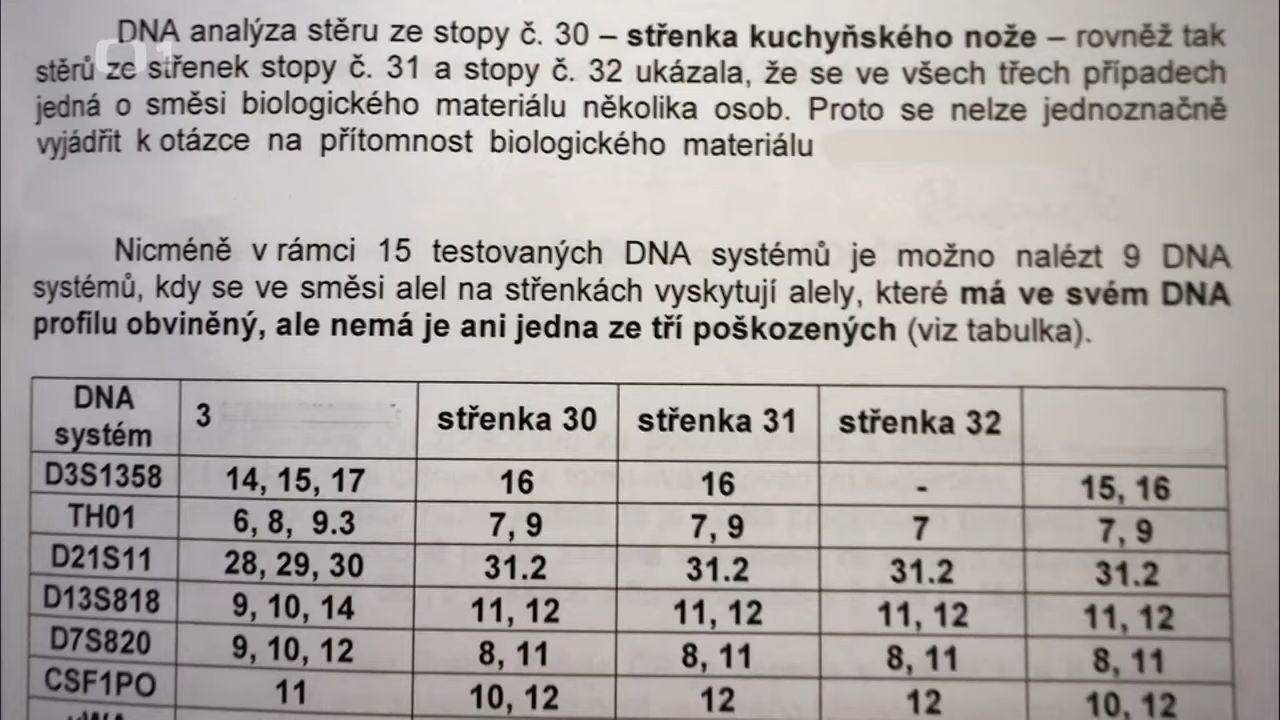 DNA analýza stěru ze stopy č. 30 – střenka kuchyňského nože – rovněž tak
stěrů ze střenek stopy č. 31 a stopy č. 32 ukázala, že se ve všech třech případech
jedná o směsi biologického materiálu několika osob. Proto se nelze jednoznačně
vyjádřit k otázce na přítomnost biologického materiálu
Nicméně v rámci 15 testovaných DNA systémů je možno nalézt 9 DNA
systémů, kdy se ve směsi alel na střenkách vyskytují alely, které má ve svém DNA
profilu obviněný, ale nemá je ani jedna ze tří poškozených (viz tabulka).
DNA systém 3 střenka 30 střenka 31 střenka 32
D3S1358 14, 15, 17 16 16 - 15, 16
TH01 6, 8, 9.3 7, 9 7, 9 7 7, 9
D21S11 28, 29, 30 31.2 31.2 31.2 31.2
D13S818 9, 10, 14 11, 12 11, 12 11, 12 11, 12
D7S820 9, 10, 12 8, 11 8, 11 8, 11 8, 11
CSF1PO 11 10, 12 12 12 10, 12